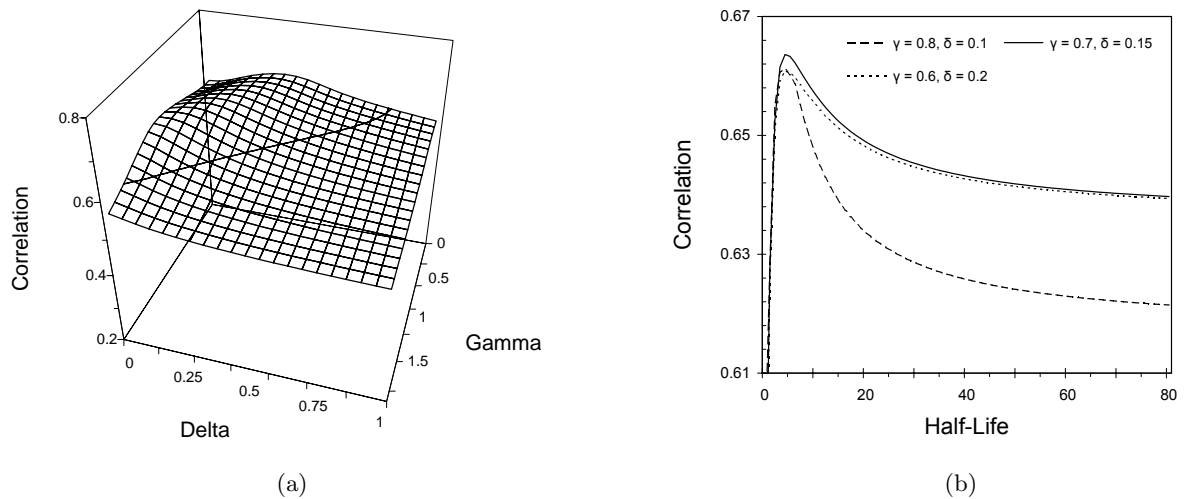 0.8
0.6
0.4
0.2
Correlation
0
0.25
0.5
0.75
1
Delta
0
0.5
1
1.5
Gamma
(a)
0.67
0.65
0.63
0.61
Correlation
γ = 0.8, δ = 0.1
γ = 0.7, δ = 0.15
γ = 0.6, δ = 0.2
0
20
40
60
80
Half-Life
(b)